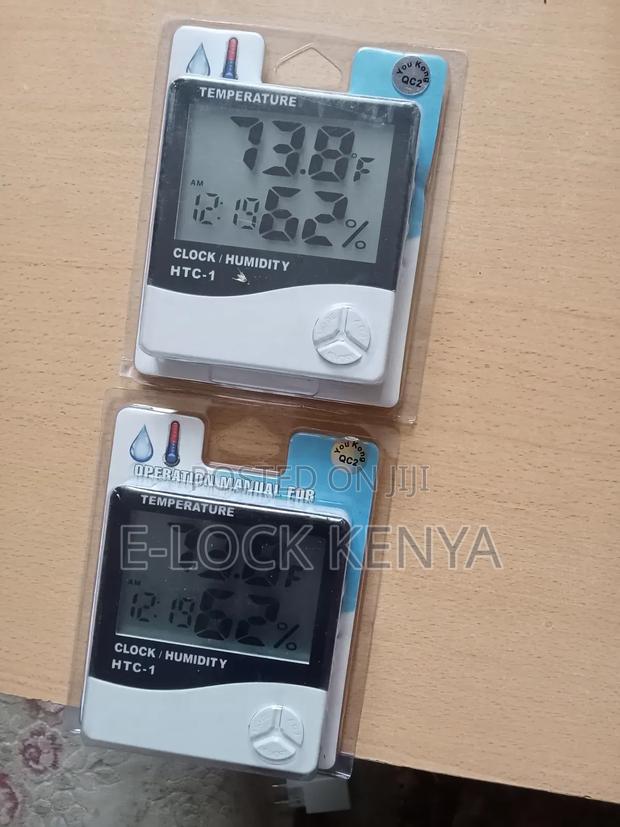 You Kong
QC2
TEMPERATURE
73.8°F
AM
12:19 62%
CLOCK / HUMIDITY
HTC-1
You Kong
QC2
OPERATION MANUAL FOR
POSTED ON JIJI
TEMPERATURE
E-LOCK KENYA
AM
12:19 62%
CLOCK / HUMIDITY
HTC-1